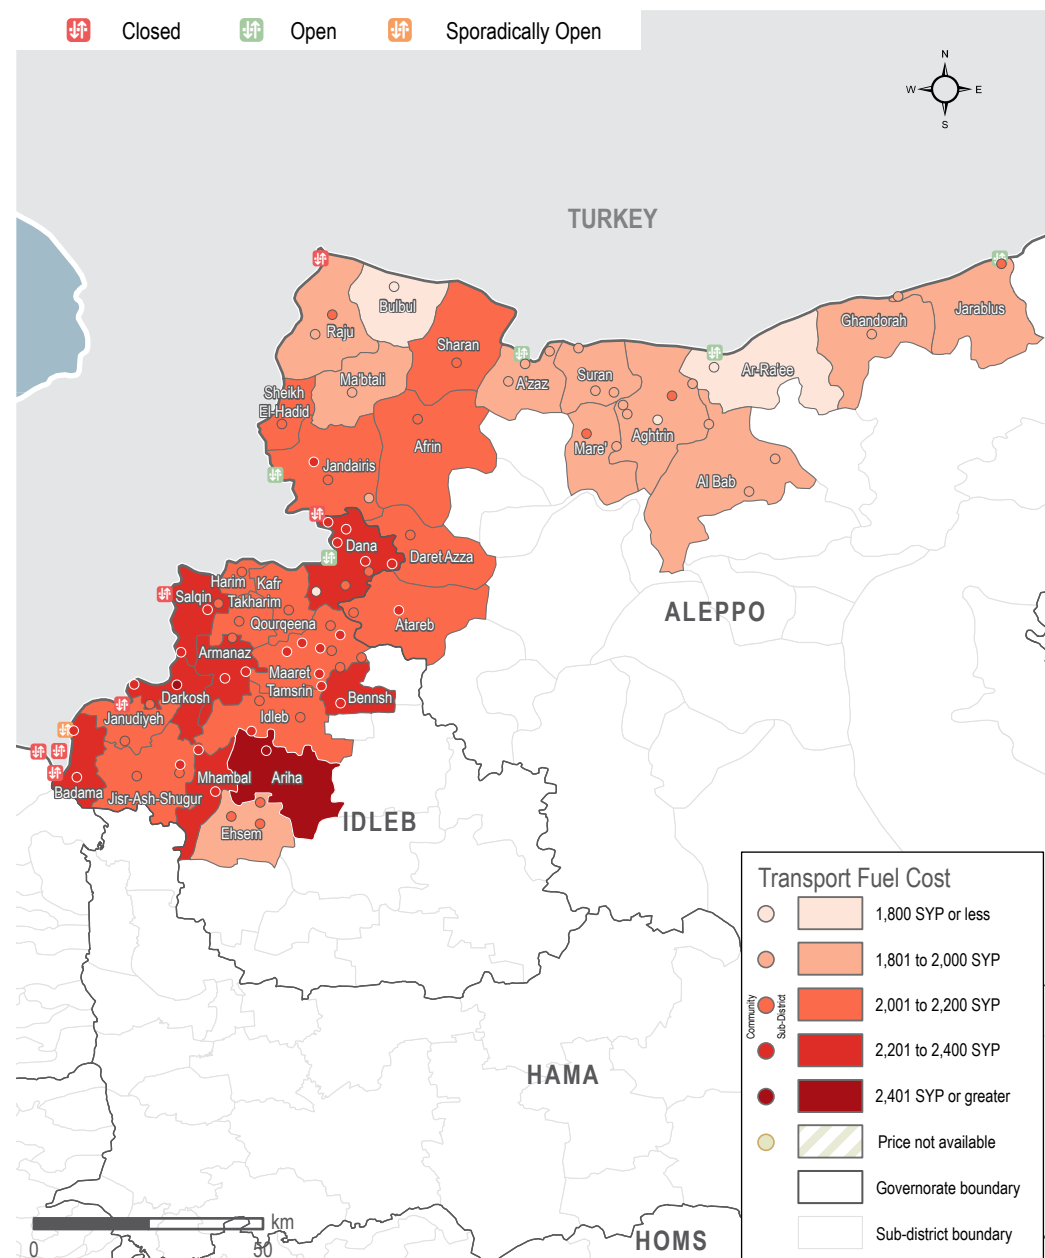 Closed
Open
Sporadically Open
N
W
E
S
TURKEY
Bulbul
Raju
Sharan
Ma'btali
Sheikh
El-Hadid
Afrin
Jandairis
A'zaz
Suran
Ar-Ra'ee
Ghandorah
Jarablus
Mare'
Aghtrin
Al Bab
Dana
Daret Azza
Harim
Kafr
Takharim
Salqin
Qourqeena
Atareb
ALEPPO
Armanaz
Maaret
Tamsrin
Darkosh
Bennsh
Janudiyeh
Idleb
Badama
Jisr-Ash-Shugur
Mhambal
Ariha
Ehsem
IDLEB
HAMA
HOMS
Transport Fuel Cost
1,800 SYP or less
1,801 to 2,000 SYP
2,001 to 2,200 SYP
Community
Sub-District
2,201 to 2,400 SYP
2,401 SYP or greater
Price not available
Governorate boundary
Sub-district boundary
km
0
50